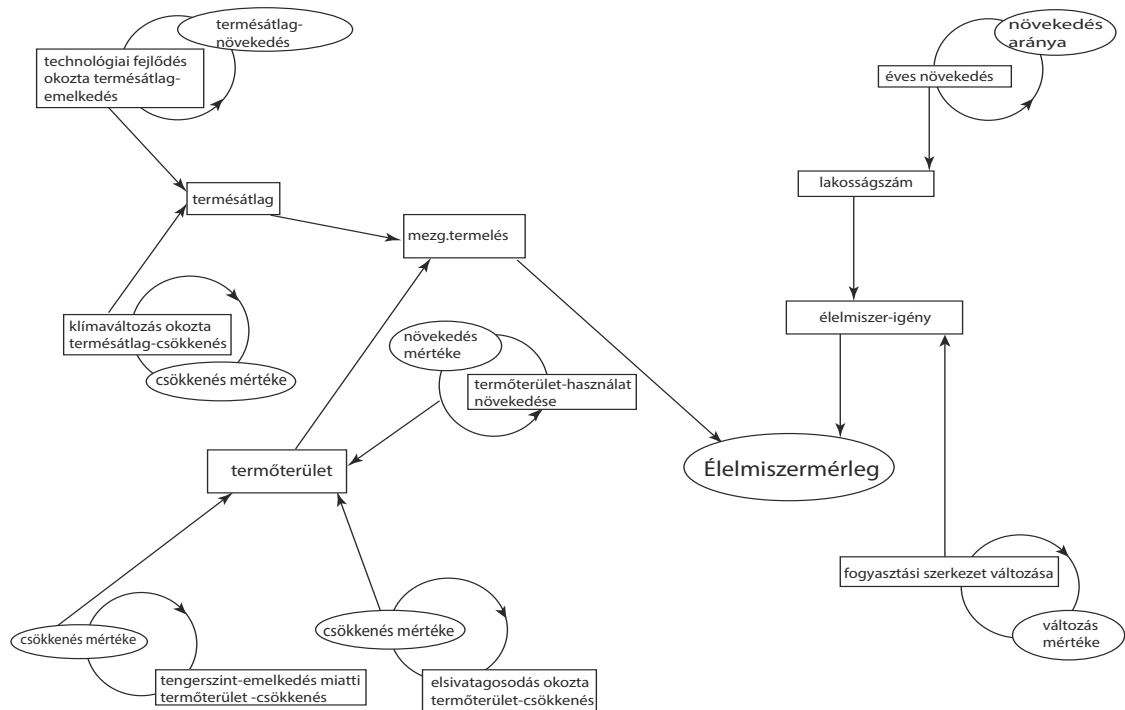 termésátlag-
növekedés
technológiai fejlődés
okozta termésátlag-
emelkedés
növekedés
aránya
éves növekedés
lakosságszám
termésátlag
mezg.termelés
klímaváltozás okozta
termésátlag-csökkenés
csökkenés mértéke
növekedés
mértéke
termőterület-használat
növekedése
élelmiszer-igény
termőterület
Élelmiszermérleg
fogyasztási szerkezet változása
változás
mértéke
csökkenés mértéke
tengerszint-emelkedés miatti
termőterület -csökkenés
csökkenés mértéke
elsivatagosodás okozta
termőterület-csökkenés